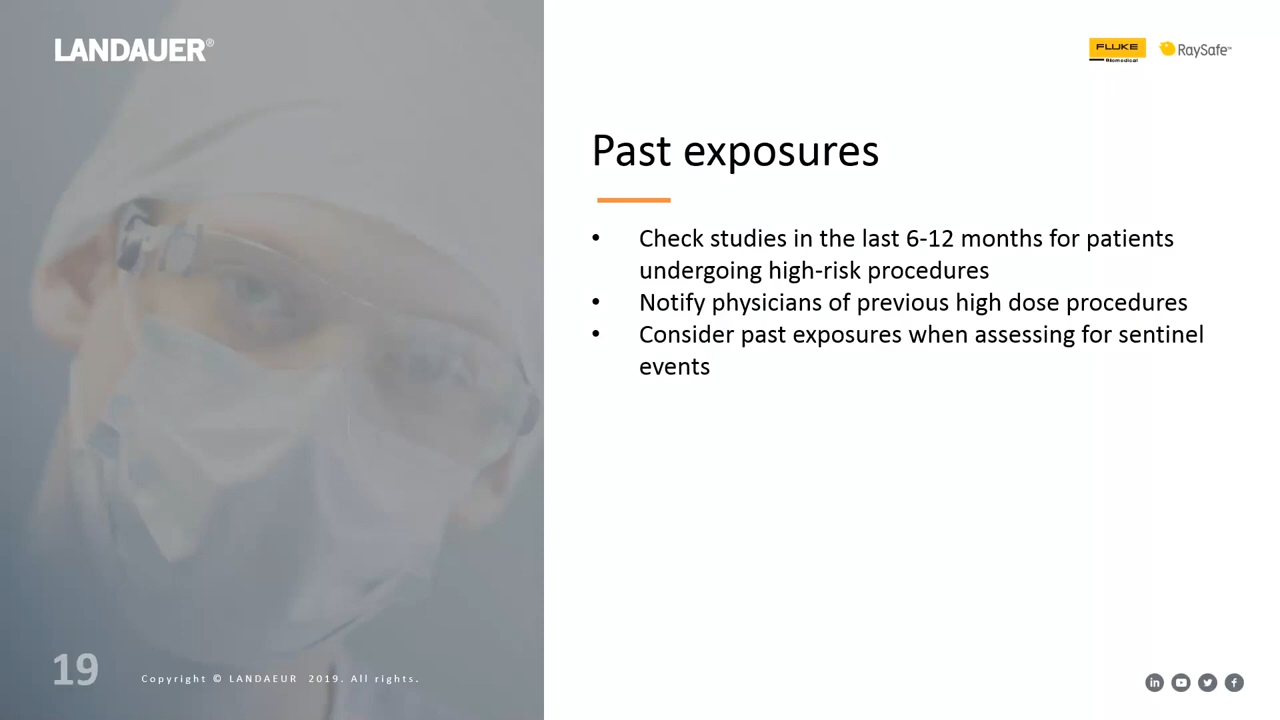 LANDAUER®
FLUKE
Biomedical
RaySafe™
Past exposures
• Check studies in the last 6-12 months for patients
undergoing high-risk procedures
• Notify physicians of previous high dose procedures
• Consider past exposures when assessing for sentinel
events
19
Copyright © LANDAEUR 2019. All rights.
in
f